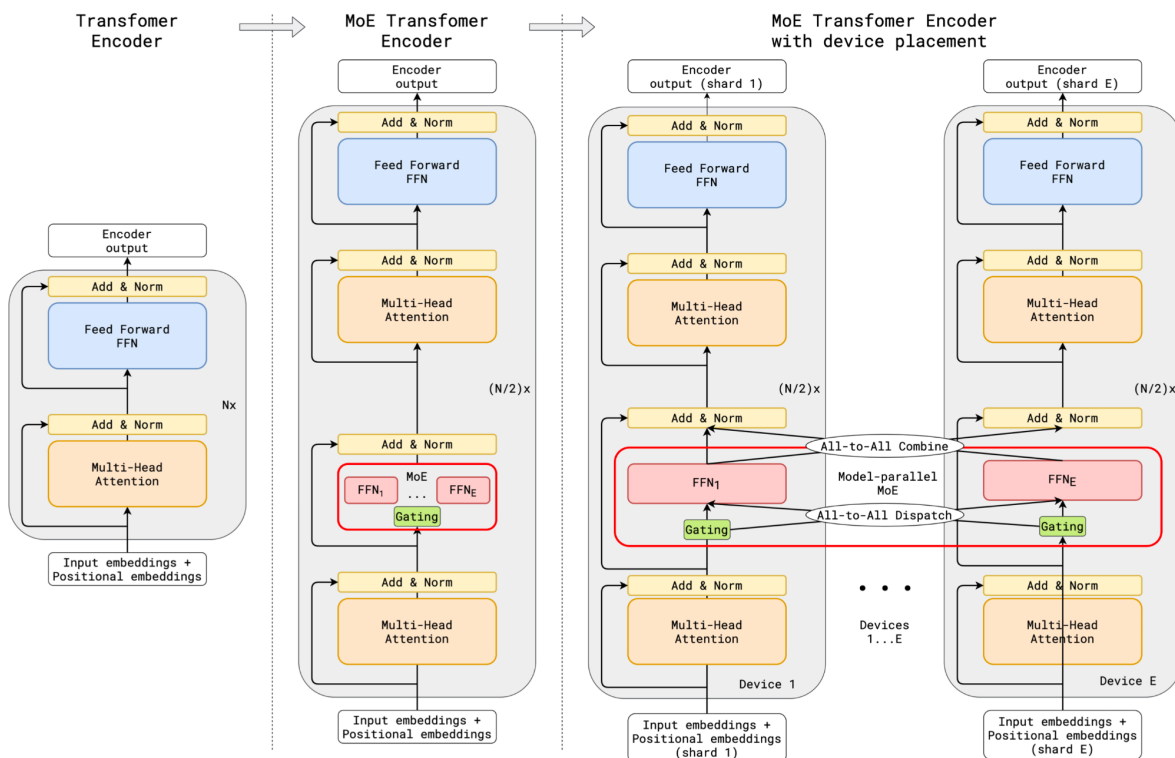 Transfomer
Encoder
Encoder
output
Add & Norm
Feed Forward
FFN
Add & Norm
Multi-Head
Attention
Nx
Input embeddings +
Positional embeddings
MoE Transfomer
Encoder
Encoder
output
Add & Norm
Feed Forward
FFN
Add & Norm
Multi-Head
Attention
(N/2)x
Add & Norm
MoE
FFN₁ ... FFN_E
Gating
Add & Norm
Multi-Head
Attention
Input embeddings +
Positional embeddings
MoE Transfomer Encoder
with device placement
Encoder
output (shard 1)
Add & Norm
Feed Forward
FFN
Add & Norm
Multi-Head
Attention
(N/2)x
Add & Norm
FFN₁
Gating
Add & Norm
Multi-Head
Attention
Device 1
Input embeddings +
Positional embeddings
(shard 1)
All-to-All Combine
Model-parallel
MoE
All-to-All Dispatch
• • •
Devices
1...E
Encoder
output (shard E)
Add & Norm
Feed Forward
FFN
Add & Norm
Multi-Head
Attention
(N/2)x
Add & Norm
FFN_E
Gating
Add & Norm
Multi-Head
Attention
Device E
Input embeddings +
Positional embeddings
(shard E)